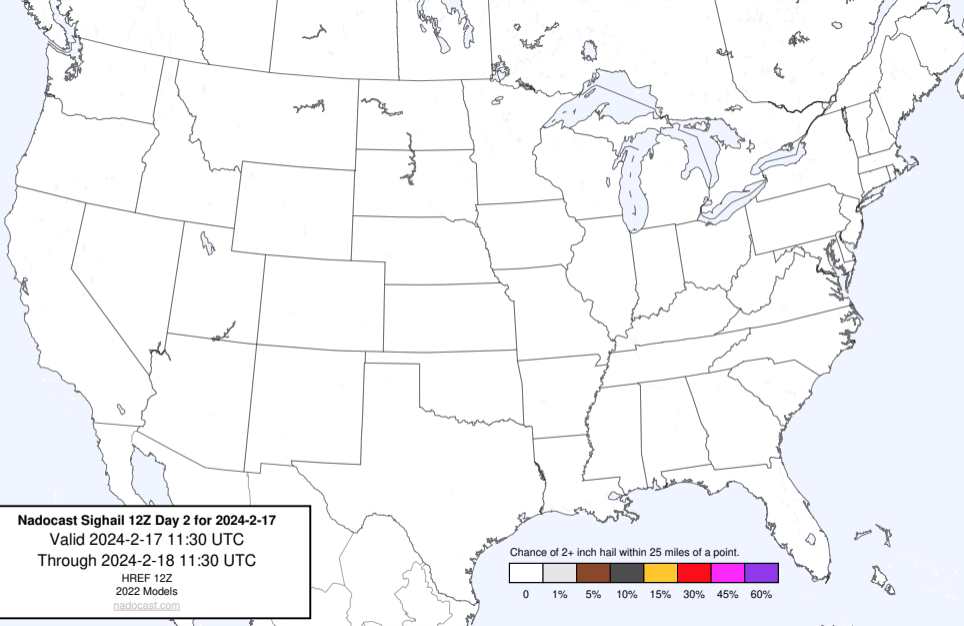 Nadocast Sighail 12Z Day 2 for 2024-2-17
Valid 2024-2-17 11:30 UTC
Through 2024-2-18 11:30 UTC
HREF 12Z
2022 Models
nadocast.com
Chance of 2+ inch hail within 25 miles of a point.
0 1% 5% 10% 15% 30% 45% 60%